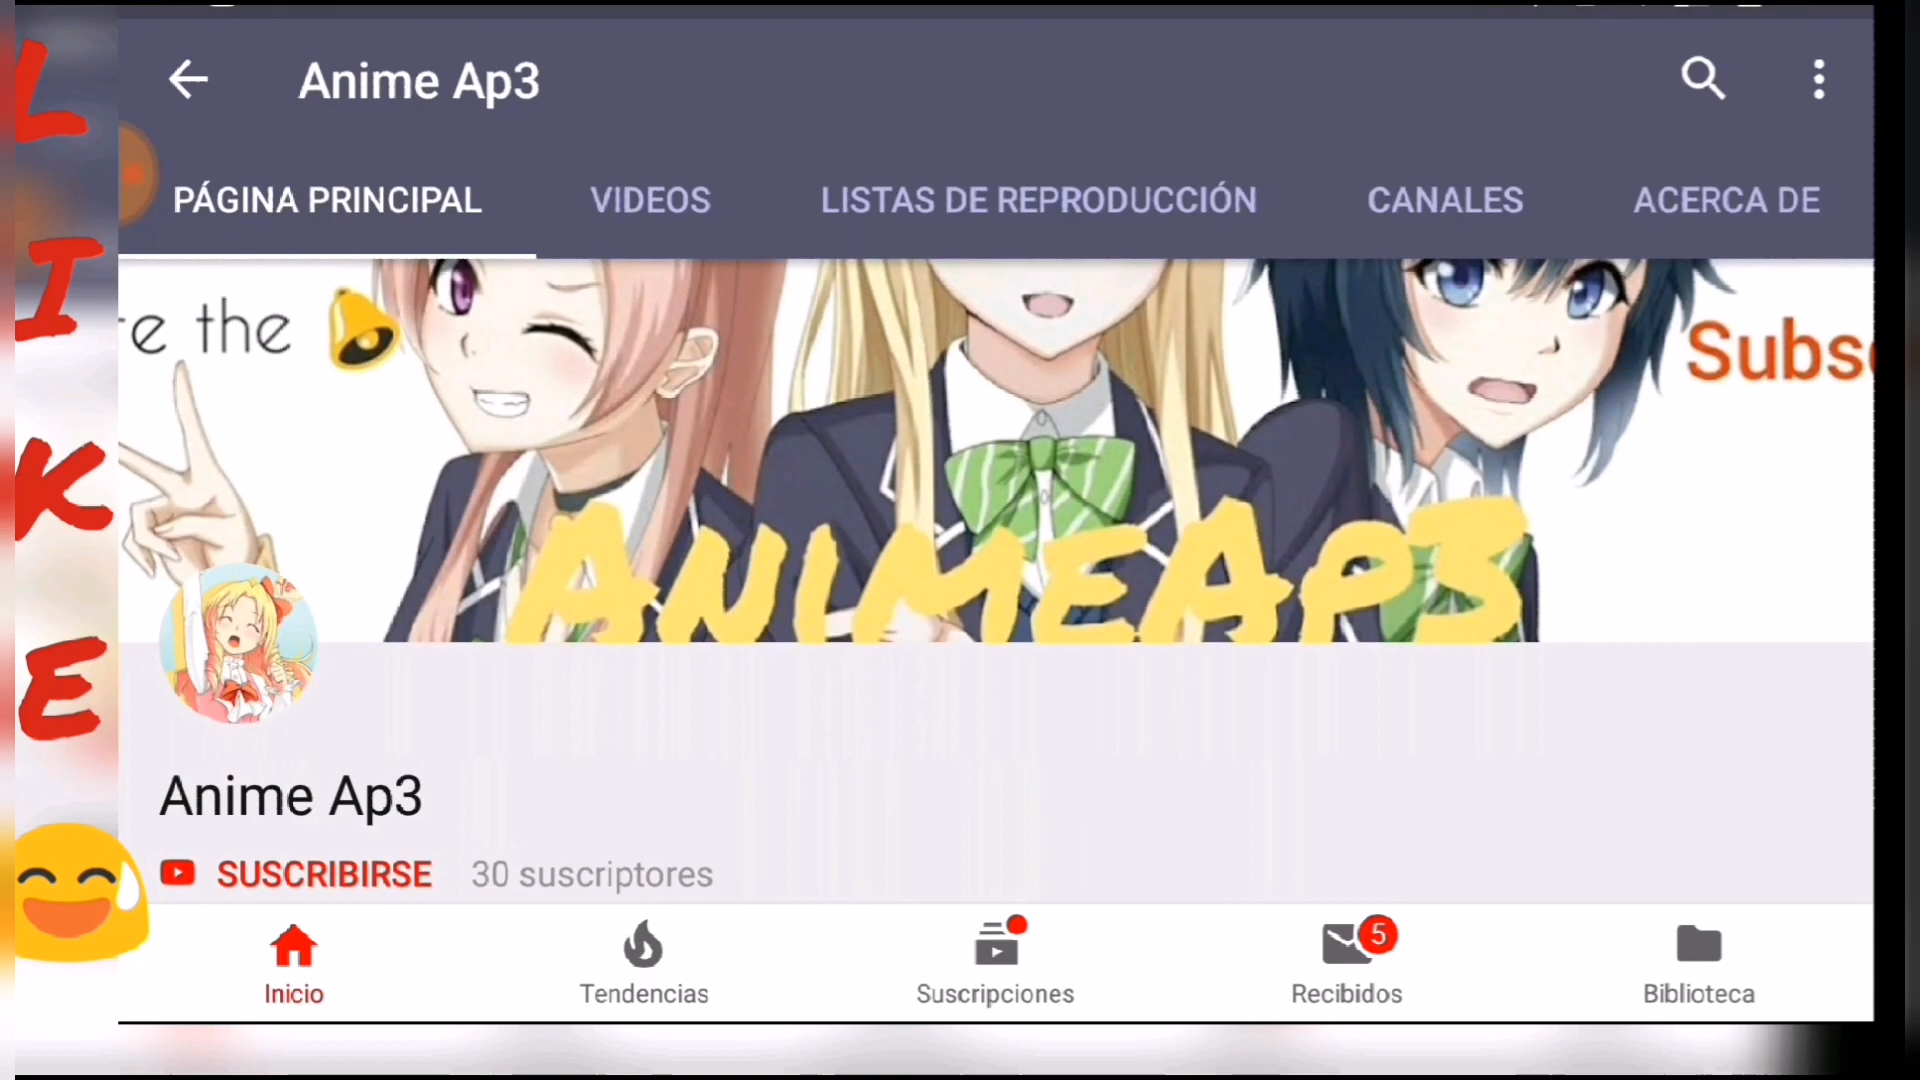 LIKE
Anime Ap3
PÁGINA PRINCIPAL VIDEOS LISTAS DE REPRODUCCIÓN CANALES ACERCA DE
e the
Subs
AnimeAp3
Anime Ap3
SUSCRIBIRSE 30 suscriptores
5
Inicio Tendencias Suscripciones Recibidos Biblioteca